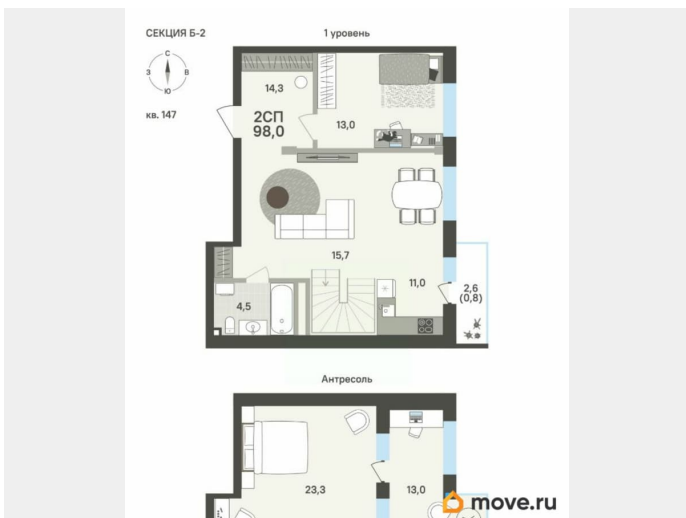 СЕКЦИЯ Б-2
1 уровень
С
З
В
Ю
кв. 147
14,3
2СП
98,0
13,0
15,7
11,0
2,6
(0,8)
4,5
Антресоль
23,3
13,0
move.ru